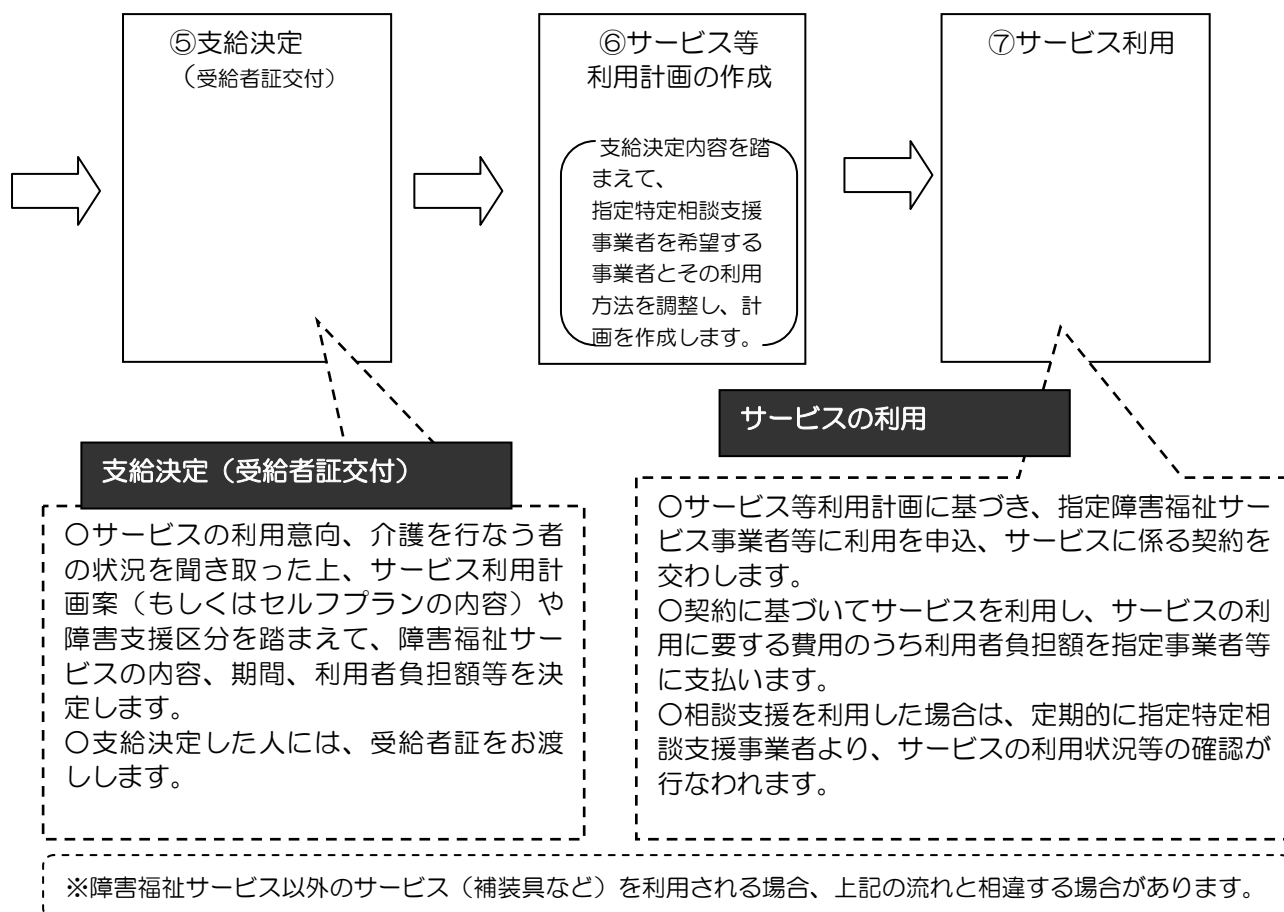 ⑤支給決定
（受給者証交付）
⑥サービス等
利用計画の作成
支給決定内容を踏
まえて、
指定特定相談支援
事業者を希望する
事業者とその利用
方法を調整し、計
画を作成します。
⑦サービス利用
支給決定（受給者証交付）
○サービスの利用意向、介護を行なう者
の状況を聞き取った上、サービス利用計
画案（もしくはセルフプランの内容）や
障害支援区分を踏まえて、障害福祉サー
ビスの内容、期間、利用者負担額等を決
定します。
○支給決定した人には、受給者証をお渡
しします。
サービスの利用
○サービス等利用計画に基づき、指定障害福祉サー
ビス事業者等に利用を申込、サービスに係る契約を
交わします。
○契約に基づいてサービスを利用し、サービスの利
用に要する費用のうち利用者負担額を指定事業者等
に支払います。
○相談支援を利用した場合は、定期的に指定特定相
談支援事業者より、サービスの利用状況等の確認が
行なわれます。
※障害福祉サービス以外のサービス（補装具など）を利用される場合、上記の流れと相違する場合があります。